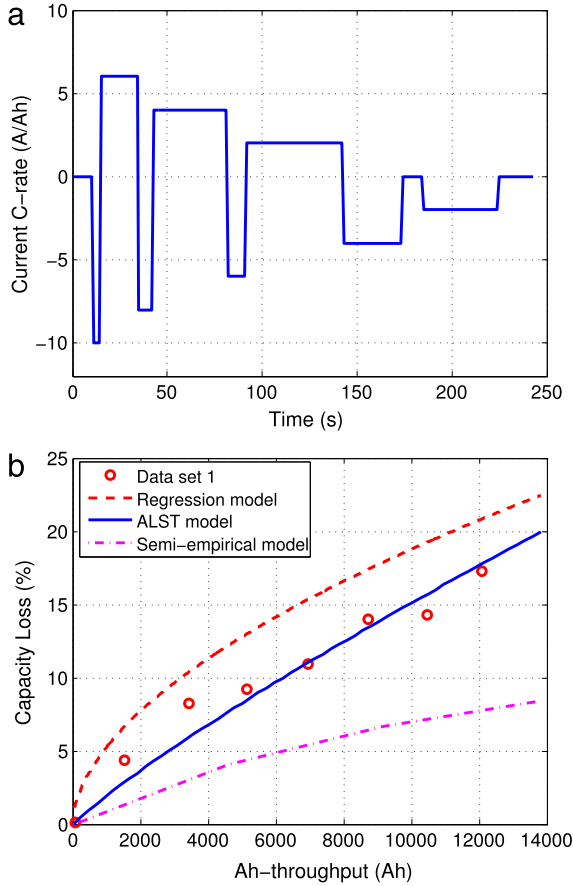 a
10
5
0
−5
−10
Current C−rate (A/Ah)
0
50
100
150
200
250
Time (s)
b
25
20
15
10
5
0
Capacity Loss (%)
Data set 1
Regression model
ALST model
Semi−empirical model
0
2000
4000
6000
8000
10000
12000
14000
Ah−throughput (Ah)